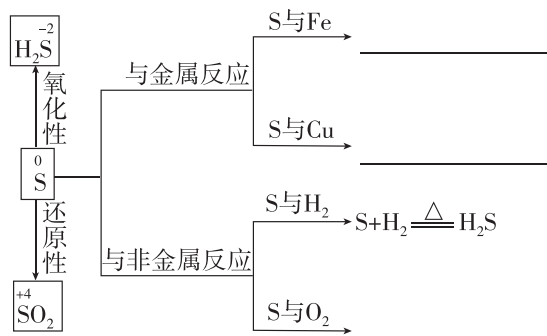 -2
H₂S
氧化性
0
S
还原性
+4
SO₂
与金属反应
S与Fe
S与Cu
与非金属反应
S与H₂
S+H₂ ≜ H₂S
S与O₂